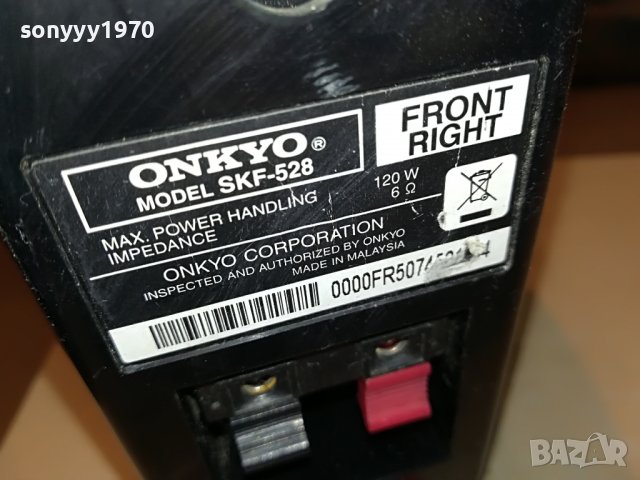 sonyyy1970
ONKYO®
MODEL SKF-528
FRONT
RIGHT
MAX. POWER HANDLING 120 W
IMPEDANCE 6 Ω
ONKYO CORPORATION
INSPECTED AND AUTHORIZED BY ONKYO
MADE IN MALAYSIA
BAZAR